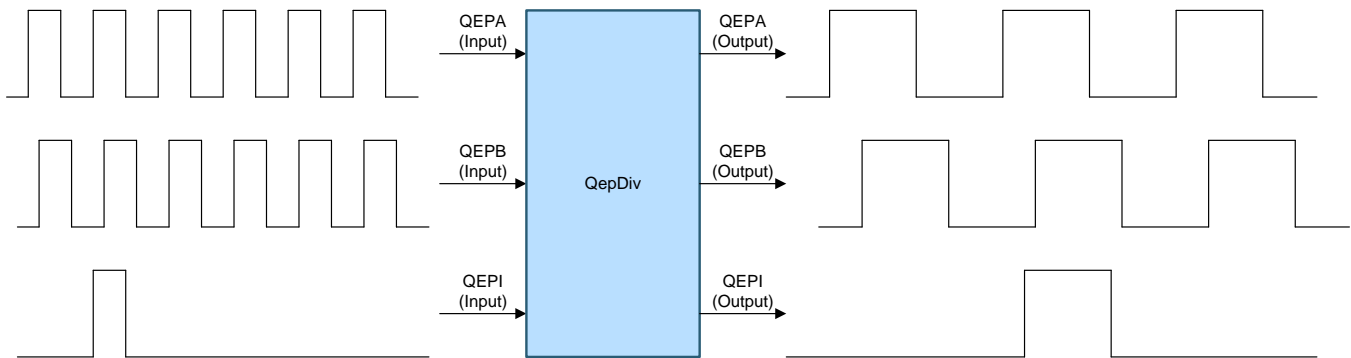 QEPA
(Input)
QEPA
(Output)
QEPB
(Input)
QepDiv
QEPB
(Output)
QEPI
(Input)
QEPI
(Output)